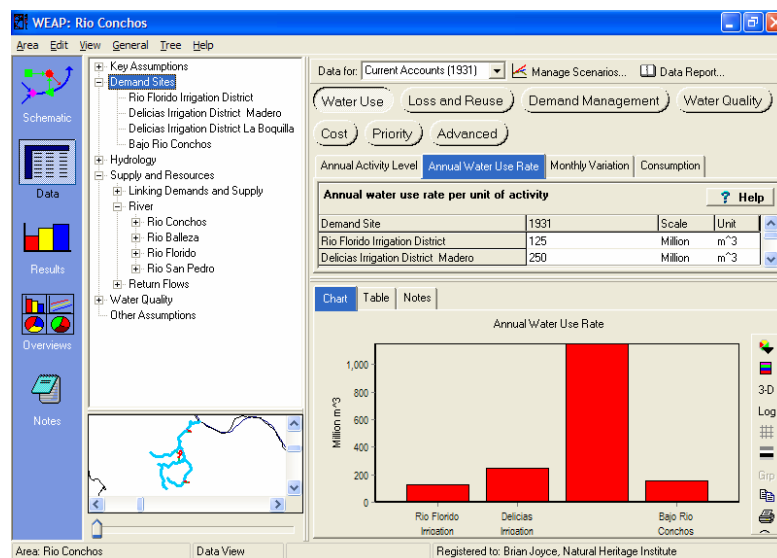 WEAP: Rio Conchos
Area Edit View General Tree Help
Schematic
Data
Results
Overviews
Notes
Key Assumptions
Demand Sites
Rio Florido Irrigation District
Delicias Irrigation District Madero
Delicias Irrigation District La Boquilla
Bajo Rio Conchos
Hydrology
Supply and Resources
Linking Demands and Supply
River
Rio Conchos
Rio Balleza
Rio Florido
Rio San Pedro
Return Flows
Water Quality
Other Assumptions
Data for: Current Accounts (1931) Manage Scenarios... Data Report...
Water Use Loss and Reuse Demand Management Water Quality
Cost Priority Advanced
Annual Activity Level Annual Water Use Rate Monthly Variation Consumption
Annual water use rate per unit of activity ? Help
Demand Site 1931 Scale Unit
Rio Florido Irrigation District 125 Million m^3
Delicias Irrigation District Madero 250 Million m^3
Chart Table Notes
Annual Water Use Rate
Million m^3
1,000
800
600
400
200
0
Rio Florido Irrigation
Delicias Irrigation
Bajo Rio Conchos
3-D
Log
Grp
Area: Rio Conchos Data View Registered to: Brian Joyce, Natural Heritage Institute